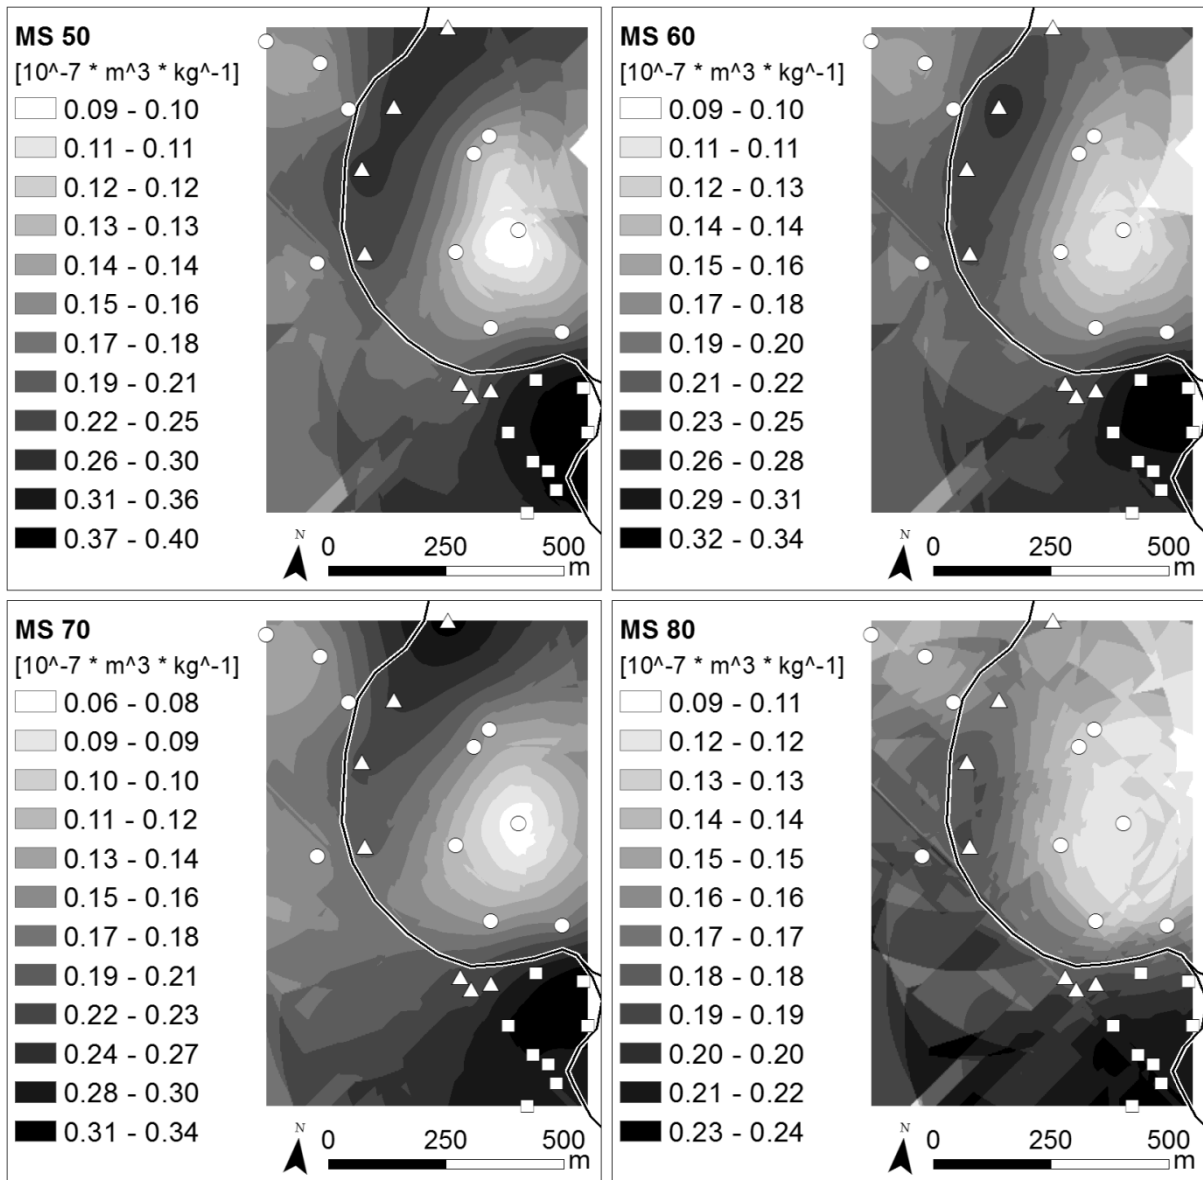 MS 50
[10^-7 * m^3 * kg^-1]
0.09 - 0.10
0.11 - 0.11
0.12 - 0.12
0.13 - 0.13
0.14 - 0.14
0.15 - 0.16
0.17 - 0.18
0.19 - 0.21
0.22 - 0.25
0.26 - 0.30
0.31 - 0.36
0.37 - 0.40
N
0 250 500
m
MS 60
[10^-7 * m^3 * kg^-1]
0.09 - 0.10
0.11 - 0.11
0.12 - 0.13
0.14 - 0.14
0.15 - 0.16
0.17 - 0.18
0.19 - 0.20
0.21 - 0.22
0.23 - 0.25
0.26 - 0.28
0.29 - 0.31
0.32 - 0.34
N
0 250 500
m
MS 70
[10^-7 * m^3 * kg^-1]
0.06 - 0.08
0.09 - 0.09
0.10 - 0.10
0.11 - 0.12
0.13 - 0.14
0.15 - 0.16
0.17 - 0.18
0.19 - 0.21
0.22 - 0.23
0.24 - 0.27
0.28 - 0.30
0.31 - 0.34
N
0 250 500
m
MS 80
[10^-7 * m^3 * kg^-1]
0.09 - 0.11
0.12 - 0.12
0.13 - 0.13
0.14 - 0.14
0.15 - 0.15
0.16 - 0.16
0.17 - 0.17
0.18 - 0.18
0.19 - 0.19
0.20 - 0.20
0.21 - 0.22
0.23 - 0.24
N
0 250 500
m